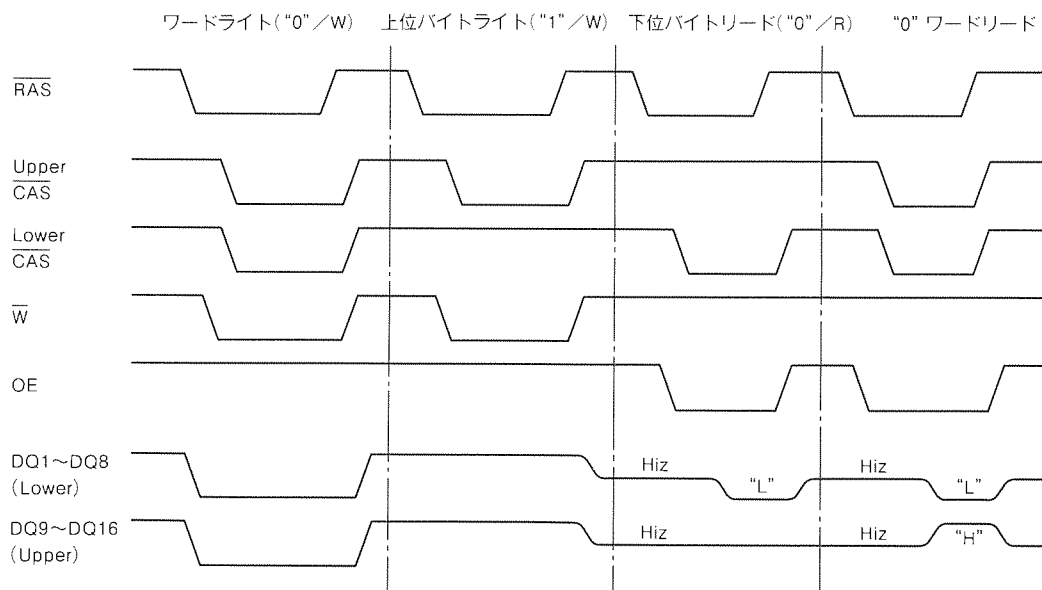 ワードライト(“0”/W) 上位バイトライト(“1”/W) 下位バイトリード(“0”/R) “0” ワードリード
RAS
Upper
CAS
Lower
CAS
W
OE
DQ1〜DQ8
(Lower)
Hiz “L” Hiz “L”
DQ9〜DQ16
(Upper)
Hiz Hiz “H”